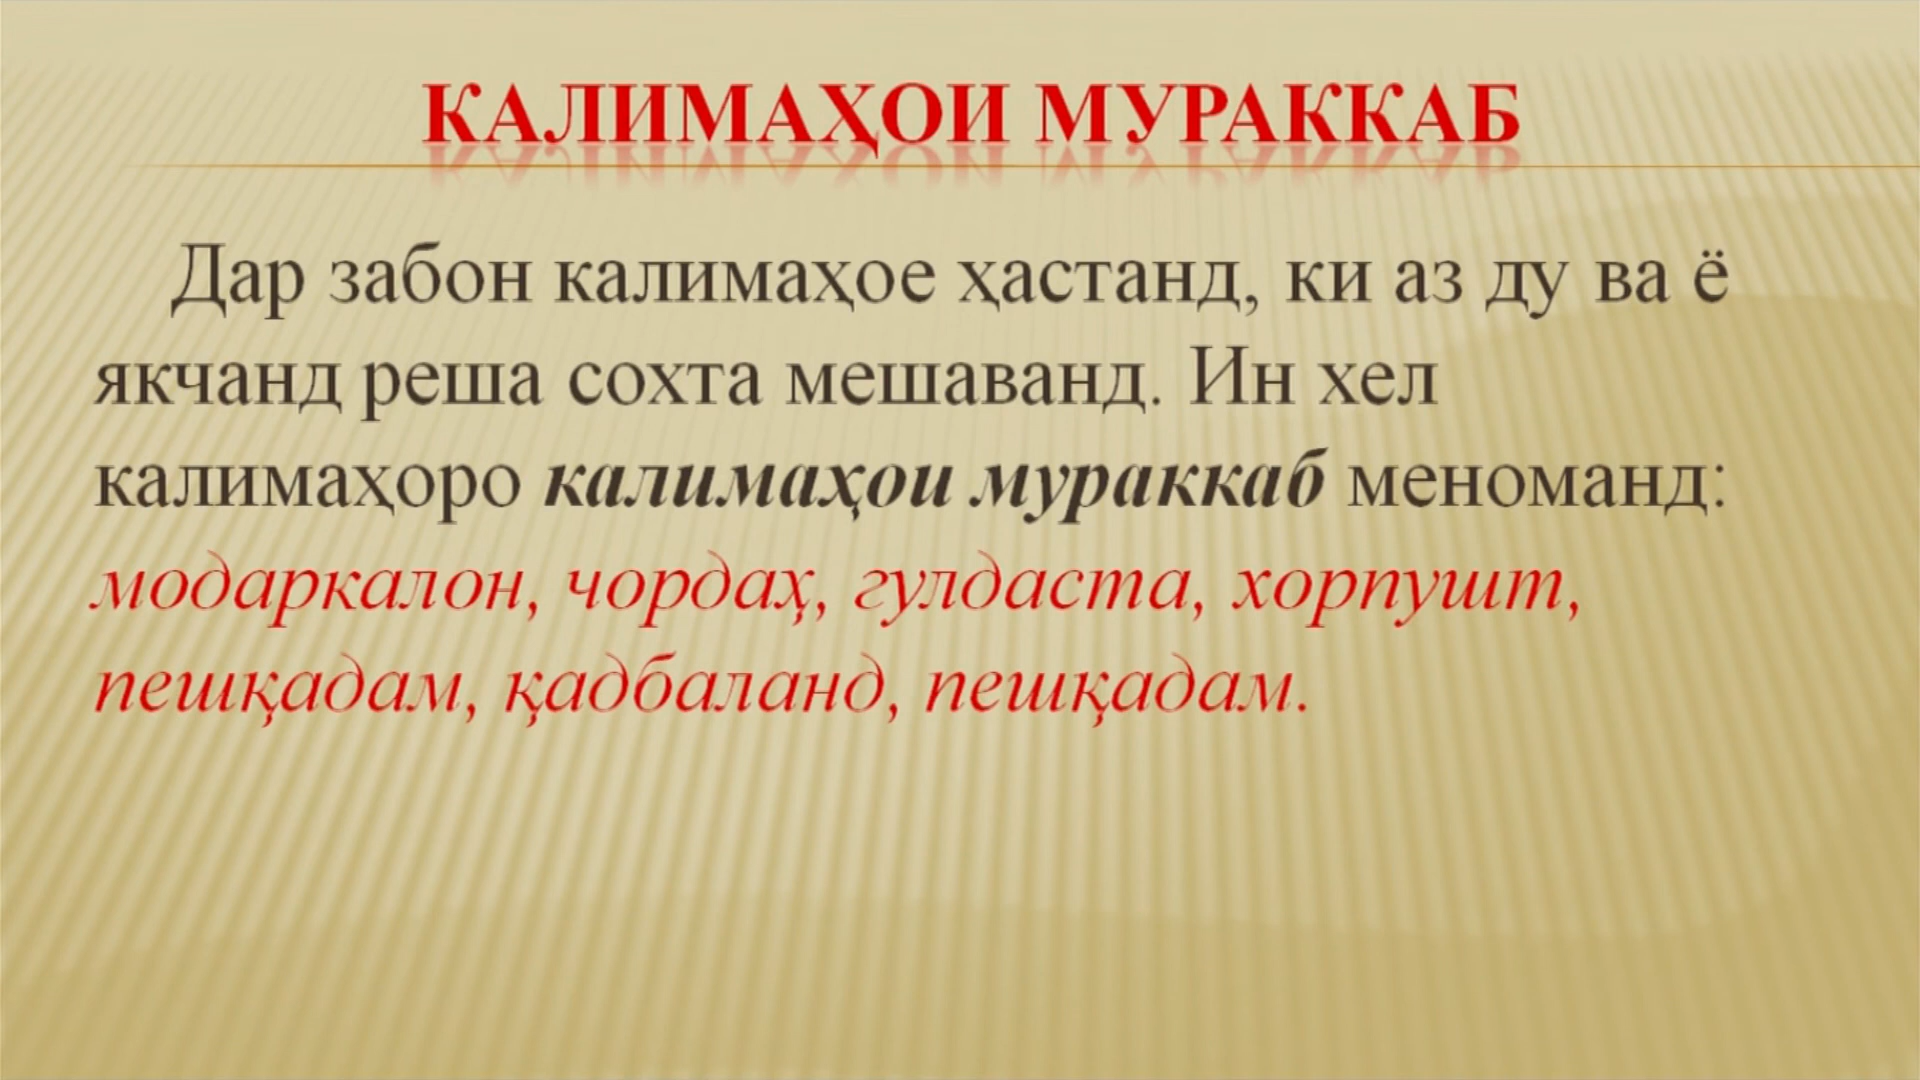 КАЛИМАҲОИ МУРАККАБ
Дар забон калимаҳое ҳастанд, ки аз ду ва ё
якчанд реша сохта мешаванд. Ин хел
калимаҳоро калимаҳои мураккаб меноманд:
модаркалон, чордаҳ, гулдаста, хорпушт,
пешқадам, қадбаланд, пешқадам.